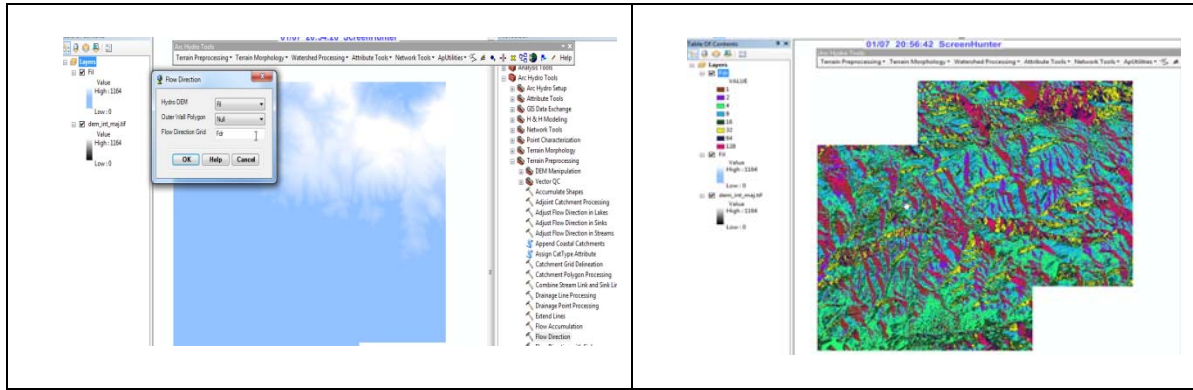 01/07 20:54:20 ScreenHunter
Arc Hydro Tools
Terrain Preprocessing Terrain Morphology Watershed Processing Attribute Tools Network Tools ApUtilities Help
Layers
Fil
Value
High : 1164
Low : 0
dem_int_maj.tif
Value
High : 1164
Low : 0
Flow Direction
Hydro DEM Fil
Outer Wall Polygon Null
Flow Direction Grid Fdr
OK Help Cancel
Analysis Tools
Arc Hydro Tools
Arc Hydro Setup
Attribute Tools
GIS Data Exchange
H & H Modeling
Network Tools
Point Characterization
Terrain Morphology
Terrain Preprocessing
DEM Manipulation
Vector QC
Accumulate Shapes
Adjoint Catchment Processing
Adjust Flow Direction in Lakes
Adjust Flow Direction in Sinks
Adjust Flow Direction in Streams
Append Coastal Catchments
Assign CatType Attribute
Catchment Grid Delineation
Catchment Polygon Processing
Combine Stream Link and Sink Lin
Drainage Line Processing
Drainage Point Processing
Extend Lines
Flow Accumulation
Flow Direction
01/07 20:56:42 ScreenHunter
Table Of Contents
Arc Hydro Tools
Terrain Preprocessing Terrain Morphology Watershed Processing Attribute Tools Network Tools ApUtilities Help
Layers
Fdr
VALUE
1
2
4
8
16
32
64
128
Fil
Value
High : 1164
Low : 0
dem_int_maj.tif
Value
High : 1164
Low : 0